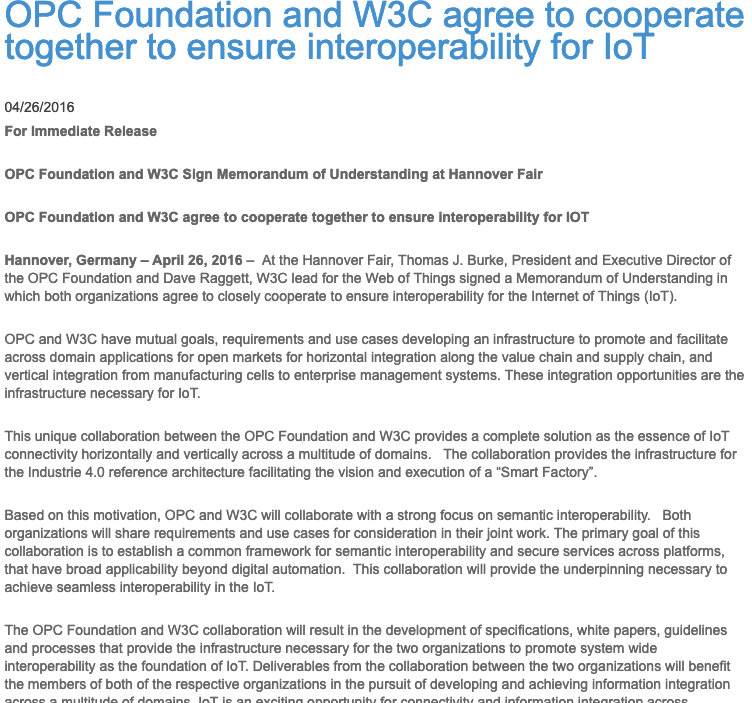 OPC Foundation and W3C agree to cooperate
together to ensure interoperability for IoT
04/26/2016
For Immediate Release
OPC Foundation and W3C Sign Memorandum of Understanding at Hannover Fair
OPC Foundation and W3C agree to cooperate together to ensure interoperability for IOT
Hannover, Germany – April 26, 2016 –  At the Hannover Fair, Thomas J. Burke, President and Executive Director of
the OPC Foundation and Dave Raggett, W3C lead for the Web of Things signed a Memorandum of Understanding in
which both organizations agree to closely cooperate to ensure interoperability for the Internet of Things (IoT).
OPC and W3C have mutual goals, requirements and use cases developing an infrastructure to promote and facilitate
across domain applications for open markets for horizontal integration along the value chain and supply chain, and
vertical integration from manufacturing cells to enterprise management systems. These integration opportunities are the
infrastructure necessary for IoT.
This unique collaboration between the OPC Foundation and W3C provides a complete solution as the essence of IoT
connectivity horizontally and vertically across a multitude of domains.   The collaboration provides the infrastructure for
the Industrie 4.0 reference architecture facilitating the vision and execution of a “Smart Factory”.
Based on this motivation, OPC and W3C will collaborate with a strong focus on semantic interoperability.   Both
organizations will share requirements and use cases for consideration in their joint work. The primary goal of this
collaboration is to establish a common framework for semantic interoperability and secure services across platforms,
that have broad applicability beyond digital automation.  This collaboration will provide the underpinning necessary to
achieve seamless interoperability in the IoT.
The OPC Foundation and W3C collaboration will result in the development of specifications, white papers, guidelines
and processes that provide the infrastructure necessary for the two organizations to promote system wide
interoperability as the foundation of IoT. Deliverables from the collaboration between the two organizations will benefit
the members of both of the respective organizations in the pursuit of developing and achieving information integration
across a multitude of domains. IoT is an exciting opportunity for connectivity and information integration across